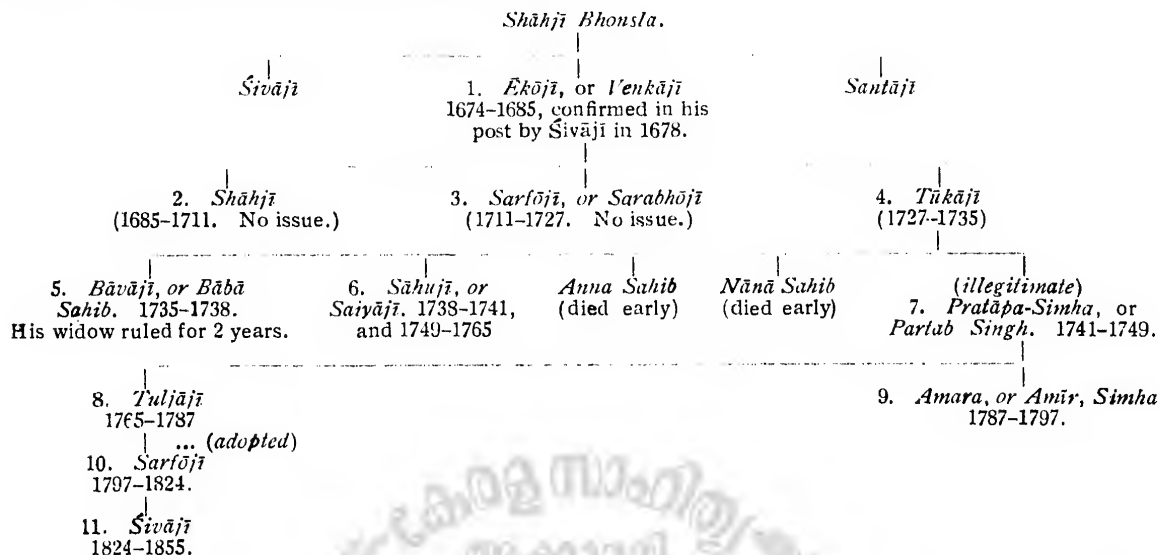 Shāhjī Bhonsla.
Śivājī
1. Ēkōjī, or Venkājī
1674–1685, confirmed in his
post by Śivājī in 1678.
Santājī
2. Shāhjī
(1685–1711. No issue.)
3. Sarfōjī, or Sarabhōjī
(1711–1727. No issue.)
4. Tūkājī
(1727–1735)
5. Bāvājī, or Bābā
Sahib. 1735–1738.
His widow ruled for 2 years.
6. Sāhujī, or
Saiyājī. 1738–1741,
and 1749–1765
Anna Sahib
(died early)
Nānā Sahib
(died early)
(illegitimate)
7. Pratāpa-Simha, or
Partab Singh. 1741–1749.
8. Tuljājī
1765–1787
... (adopted)
9. Amara, or Amīr, Simha
1787–1797.
10. Sarfōjī
1797–1824.
11. Śivājī
1824–1855.
കേരള സാഹിത്യ